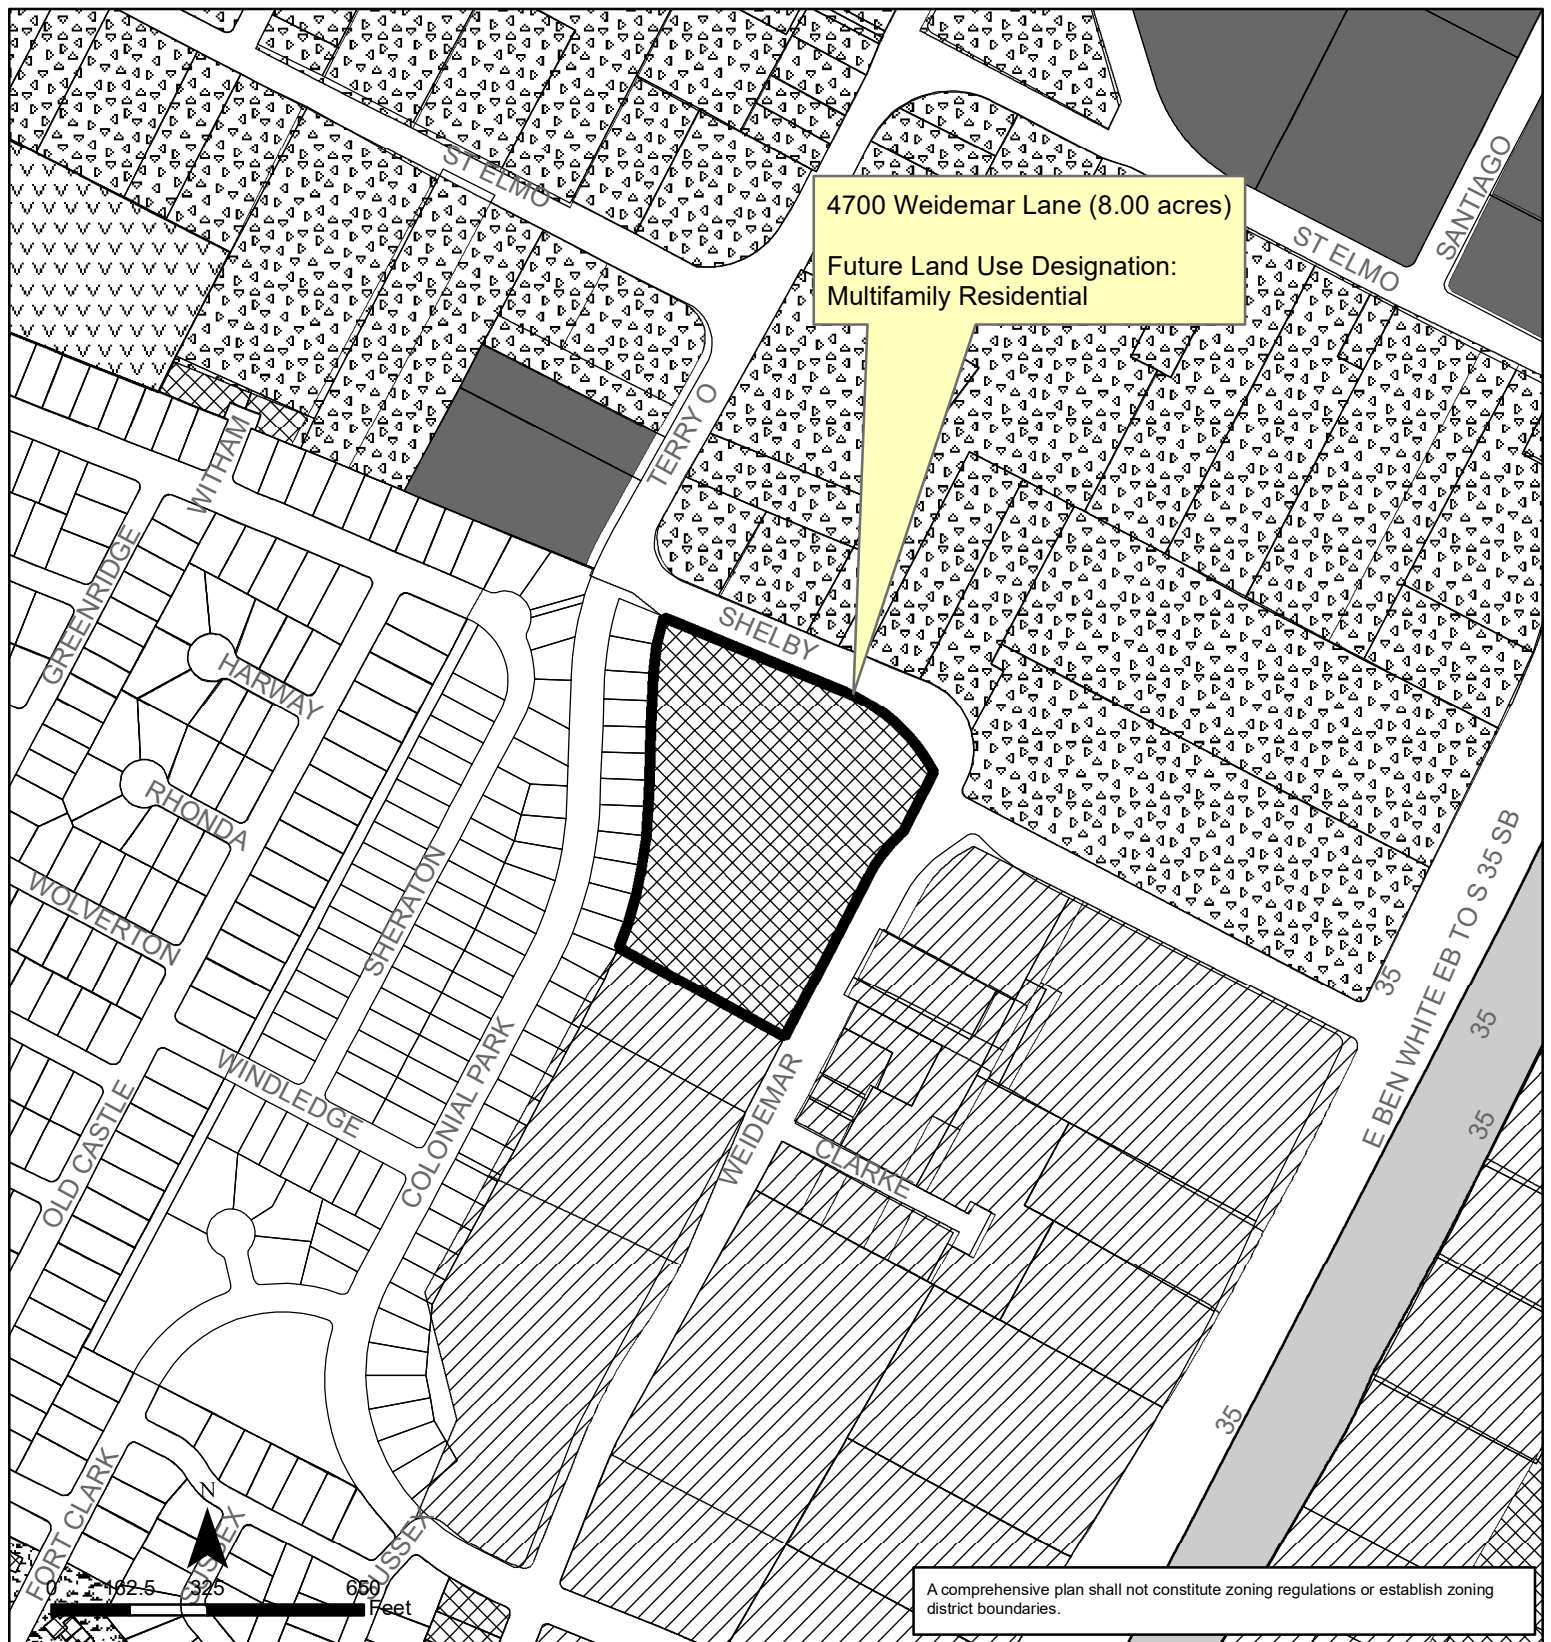 ST ELMO
SANTIAGO
4700 Weidemar Lane (8.00 acres)
Future Land Use Designation:
Multifamily Residential
ST ELMO
TERRY O
WITHAM
GREENRIDGE
SHELBY
HARWAY
RHONDA
WOLVERTON
SHERATON
E BEN WHITE EB TO S 35 SB
35
35
35
WINDLEDGE
COLONIAL PARK
OLD CASTLE
WEIDEMAR
CLARKE
35
FORT CLARK
N
SUSSEX
SUSSEX
0 162.5 325 650
Feet
A comprehensive plan shall not constitute zoning regulations or establish zoning
district boundaries.